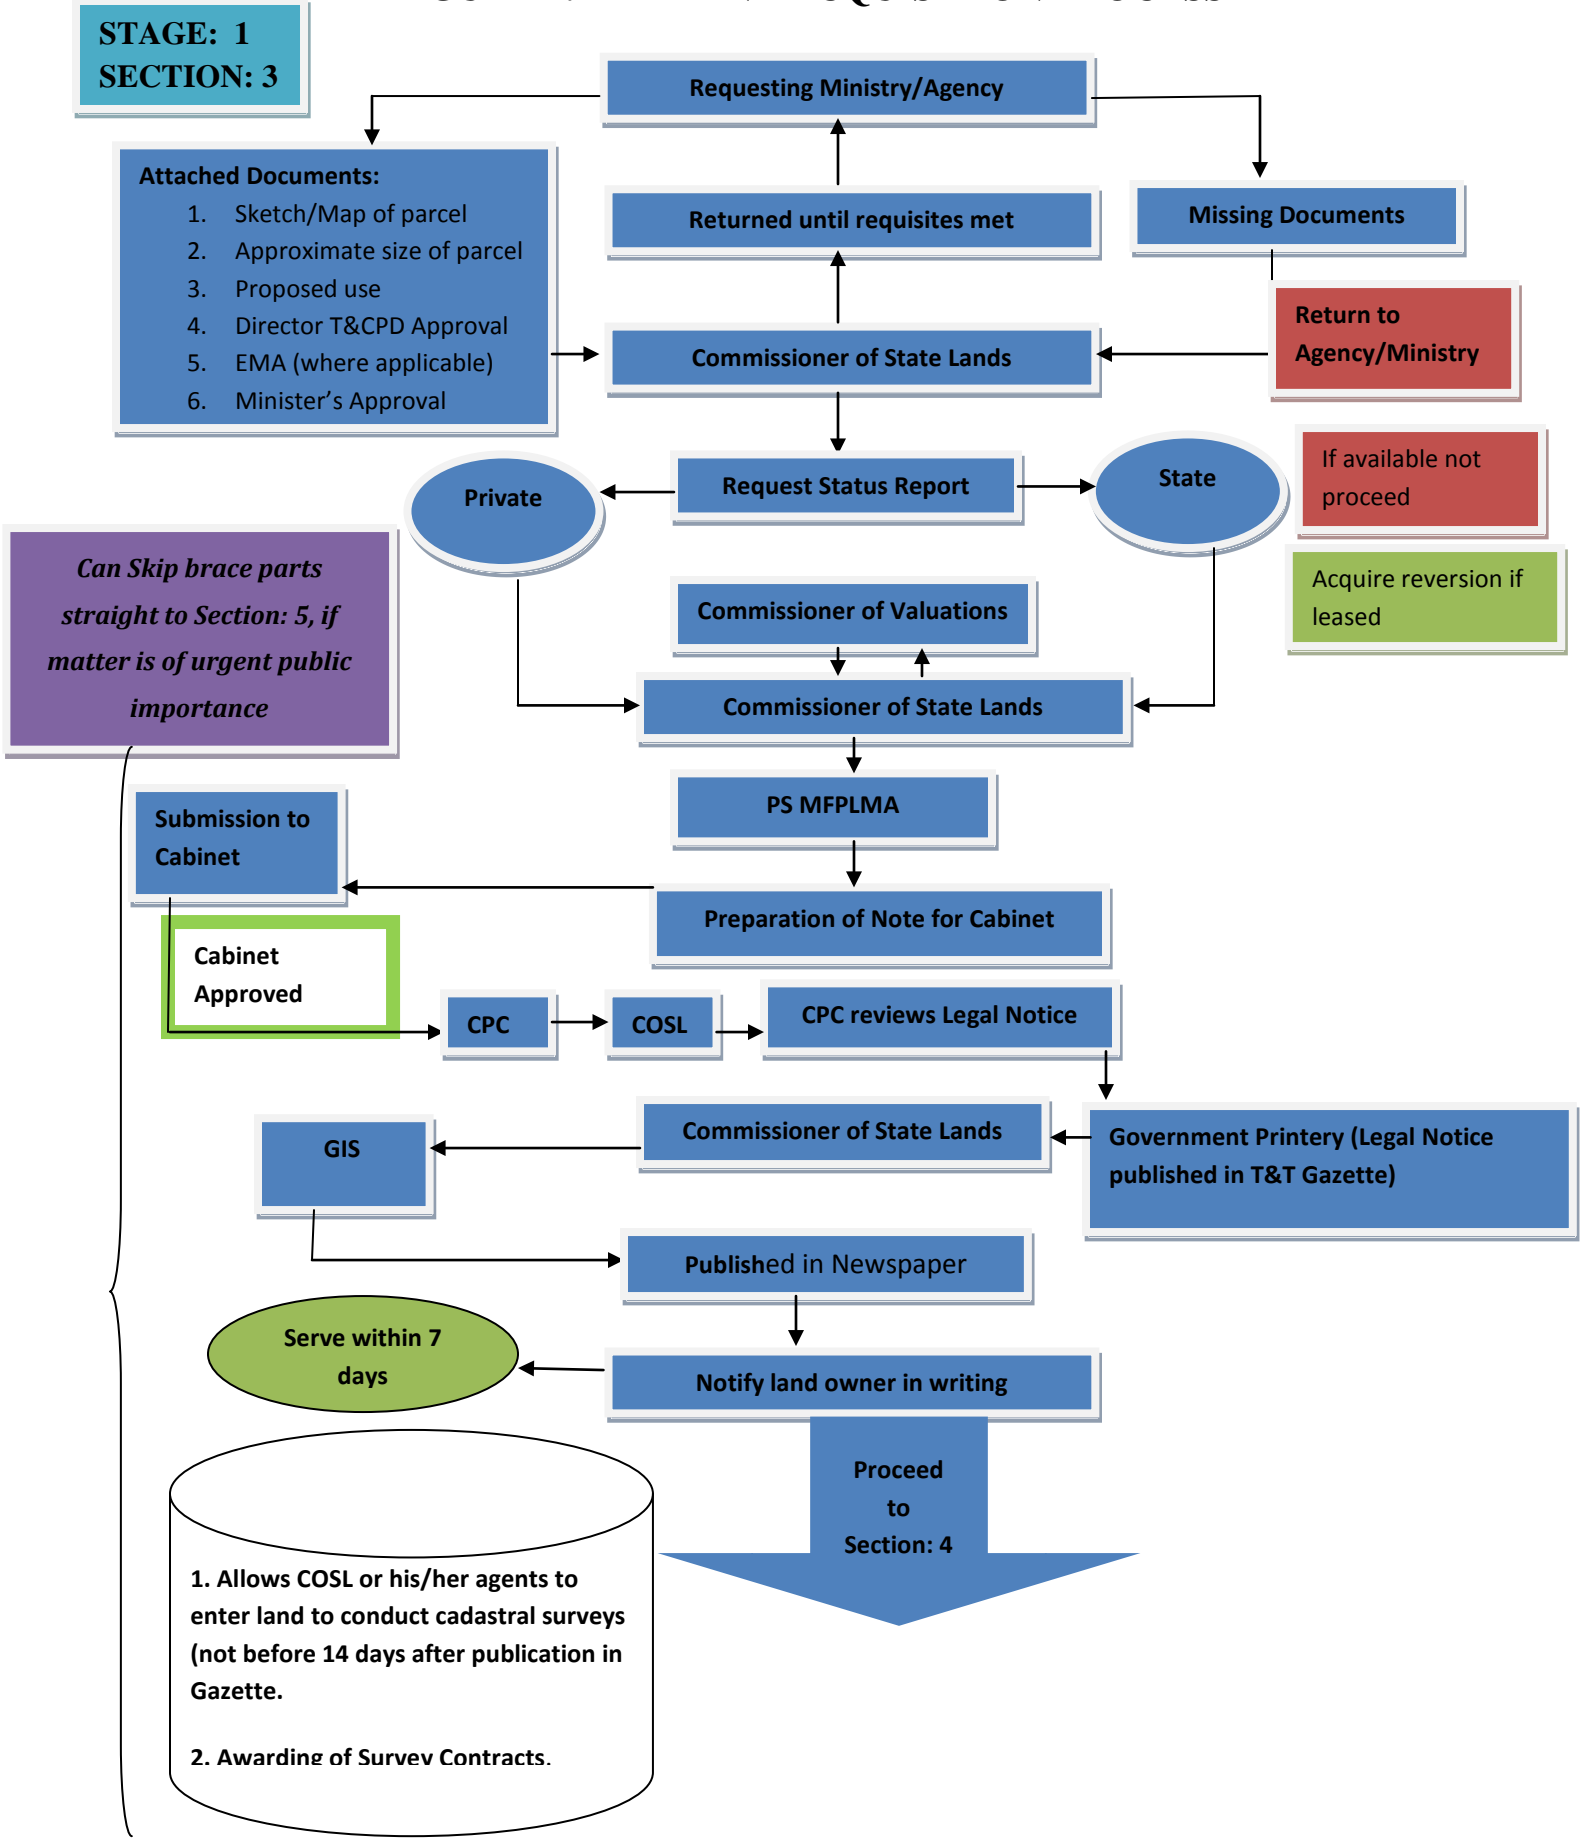 STAGE: 1
SECTION: 3
Requesting Ministry/Agency
Attached Documents:
1. Sketch/Map of parcel
2. Approximate size of parcel
3. Proposed use
4. Director T&CPD Approval
5. EMA (where applicable)
6. Minister's Approval
Returned until requisites met
Missing Documents
Return to
Agency/Ministry
Commissioner of State Lands
Request Status Report
Private
State
If available not
proceed
Acquire reversion if
leased
Can Skip brace parts
straight to Section: 5, if
matter is of urgent public
importance
Commissioner of Valuations
Commissioner of State Lands
PS MFPLMA
Submission to
Cabinet
Preparation of Note for Cabinet
Cabinet
Approved
CPC
COSL
CPC reviews Legal Notice
Government Printery (Legal Notice
published in T&T Gazette)
Commissioner of State Lands
GIS
Published in Newspaper
Serve within 7
days
Notify land owner in writing
Proceed
to
Section: 4
1. Allows COSL or his/her agents to
enter land to conduct cadastral surveys
(not before 14 days after publication in
Gazette.
2. Awarding of Survey Contracts.